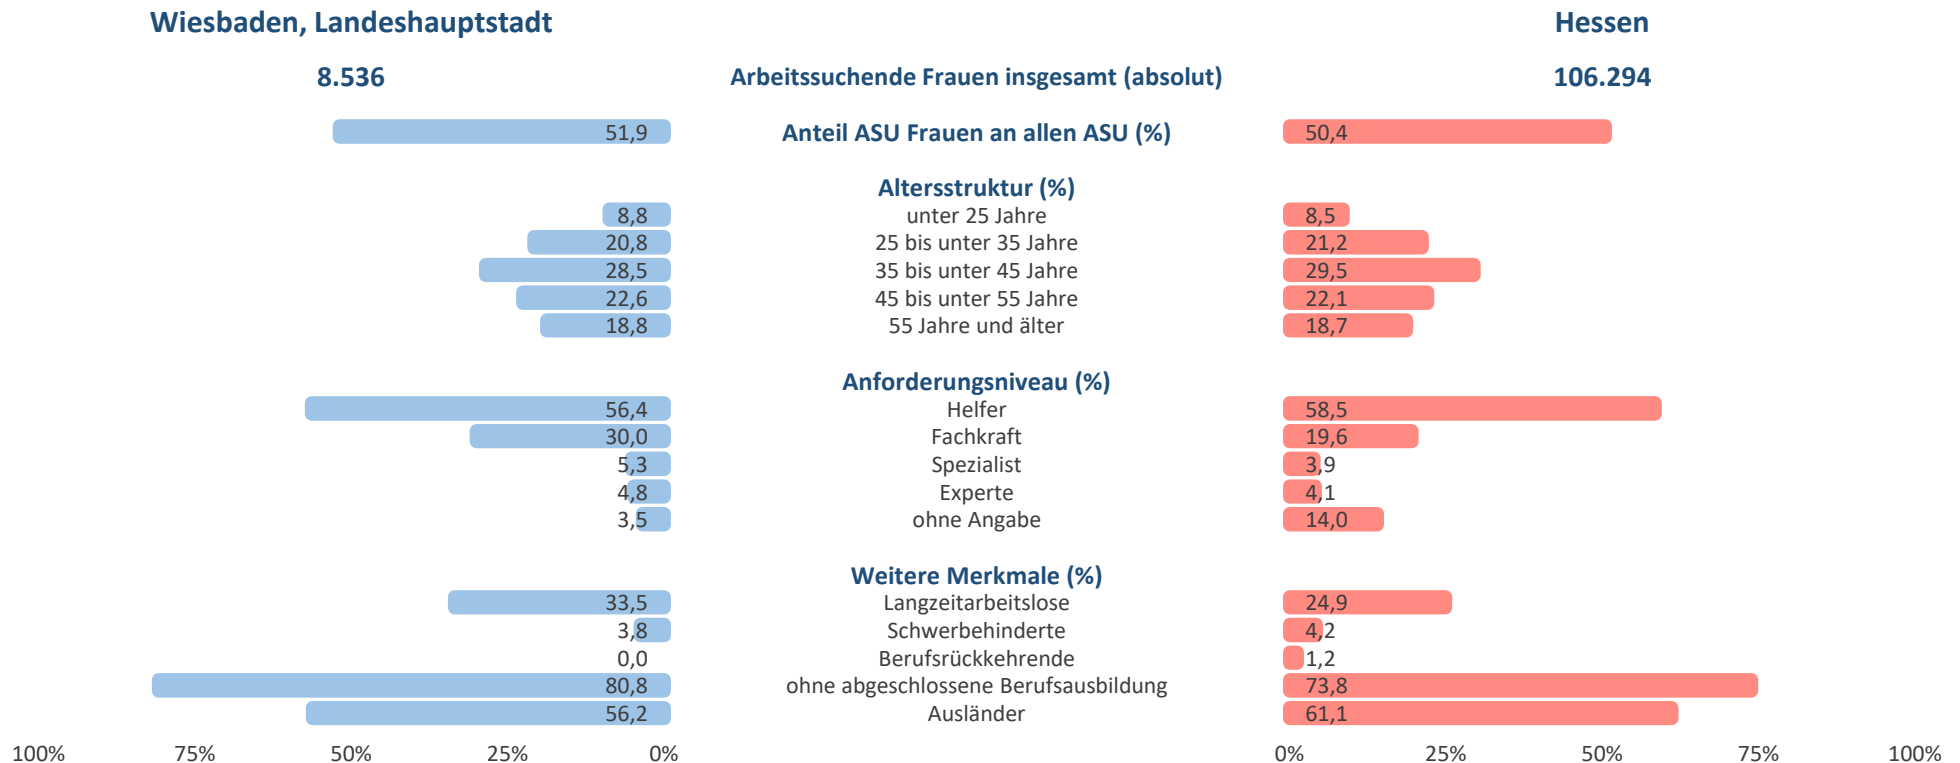 Wiesbaden, Landeshauptstadt Hessen
8.536 Arbeitssuchende Frauen insgesamt (absolut) 106.294
51,9 Anteil ASU Frauen an allen ASU (%) 50,4
Altersstruktur (%)
8,8 unter 25 Jahre 8,5
20,8 25 bis unter 35 Jahre 21,2
28,5 35 bis unter 45 Jahre 29,5
22,6 45 bis unter 55 Jahre 22,1
18,8 55 Jahre und älter 18,7
Anforderungsniveau (%)
56,4 Helfer 58,5
30,0 Fachkraft 19,6
5,3 Spezialist 3,9
4,8 Experte 4,1
3,5 ohne Angabe 14,0
Weitere Merkmale (%)
33,5 Langzeitarbeitslose 24,9
3,8 Schwerbehinderte 4,2
0,0 Berufsrückkehrende 1,2
80,8 ohne abgeschlossene Berufsausbildung 73,8
56,2 Ausländer 61,1
100% 75% 50% 25% 0% 0% 25% 50% 75% 100%